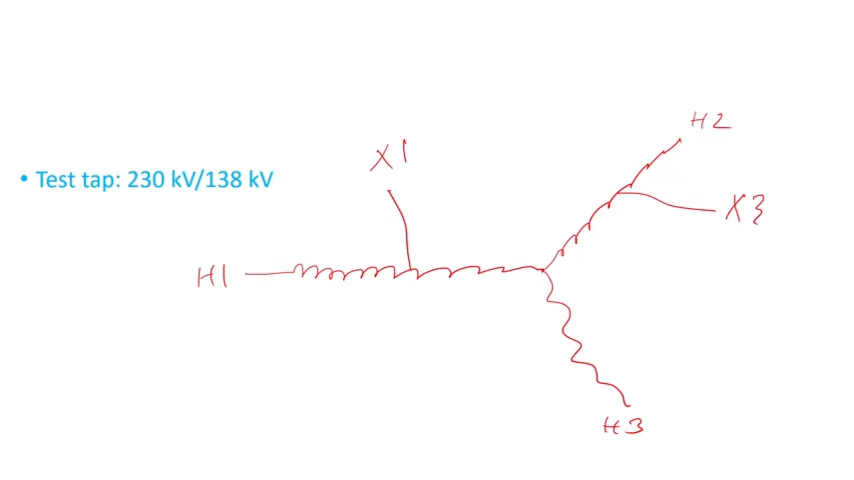 H2
X1
• Test tap: 230 kV/138 kV
X3
H1
H3